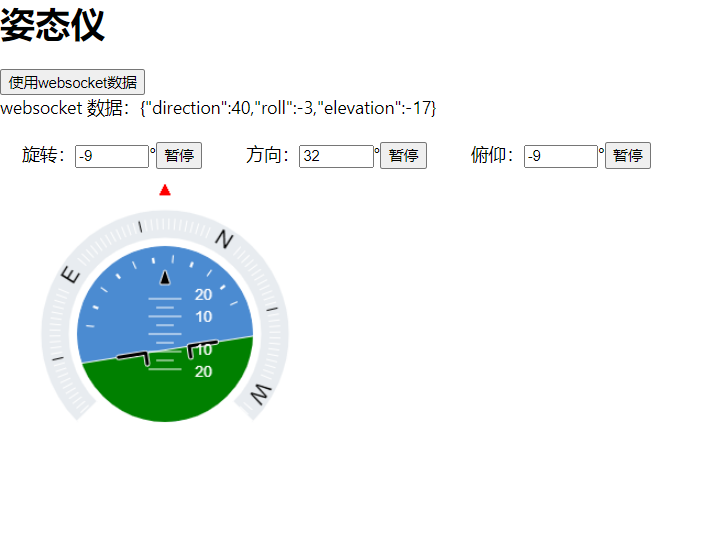 姿态仪
使用websocket数据
websocket 数据：{"direction":40,"roll":-3,"elevation":-17}
旋转：-9°暂停 方向：32°暂停 俯仰：-9°暂停
N
E
W
20
10
10
20